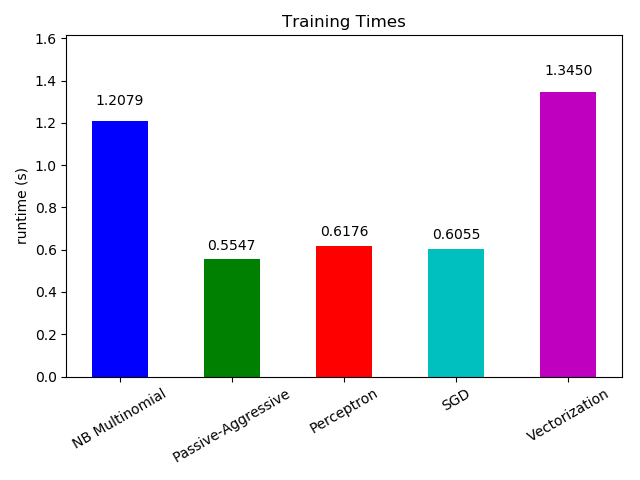 Training Times
runtime (s)
1.6
1.4
1.2
1.0
0.8
0.6
0.4
0.2
0.0
1.2079
0.5547
0.6176
0.6055
1.3450
NB Multinomial
Passive-Aggressive
Perceptron
SGD
Vectorization